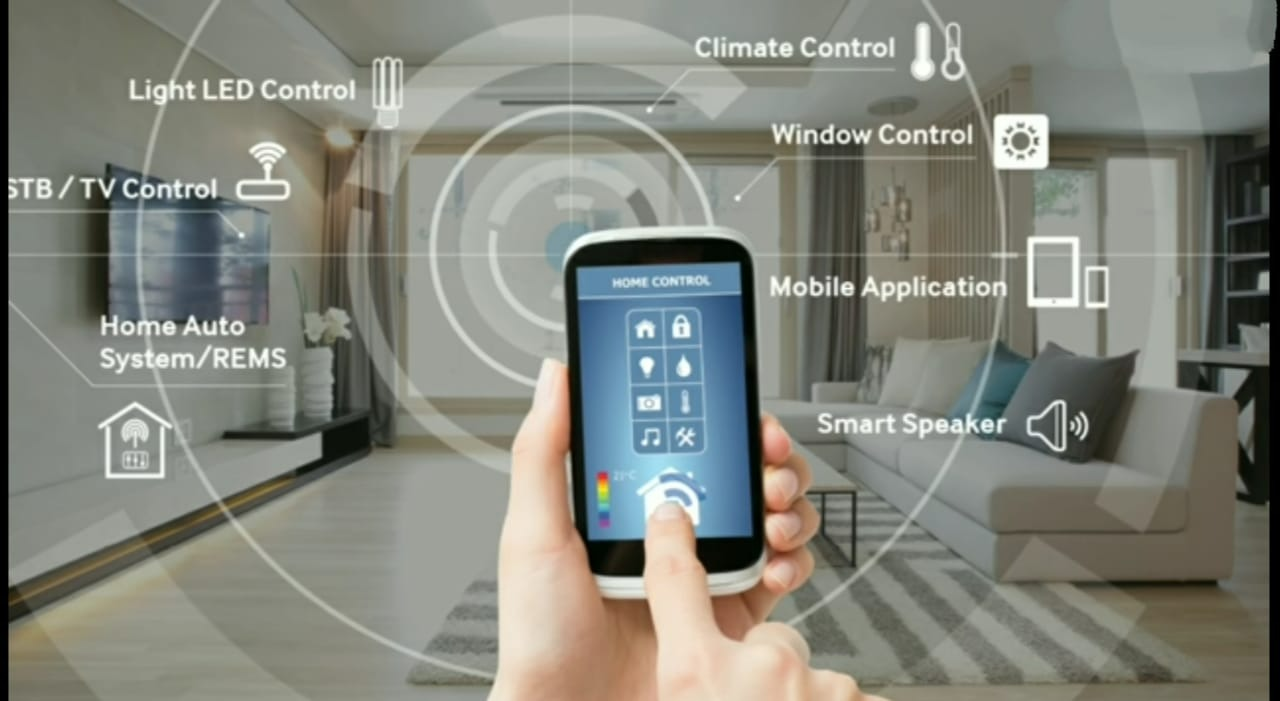 Climate Control
Light LED Control
Window Control
STB / TV Control
Mobile Application
HOME CONTROL
Home Auto
System/REMS
Smart Speaker
21°C